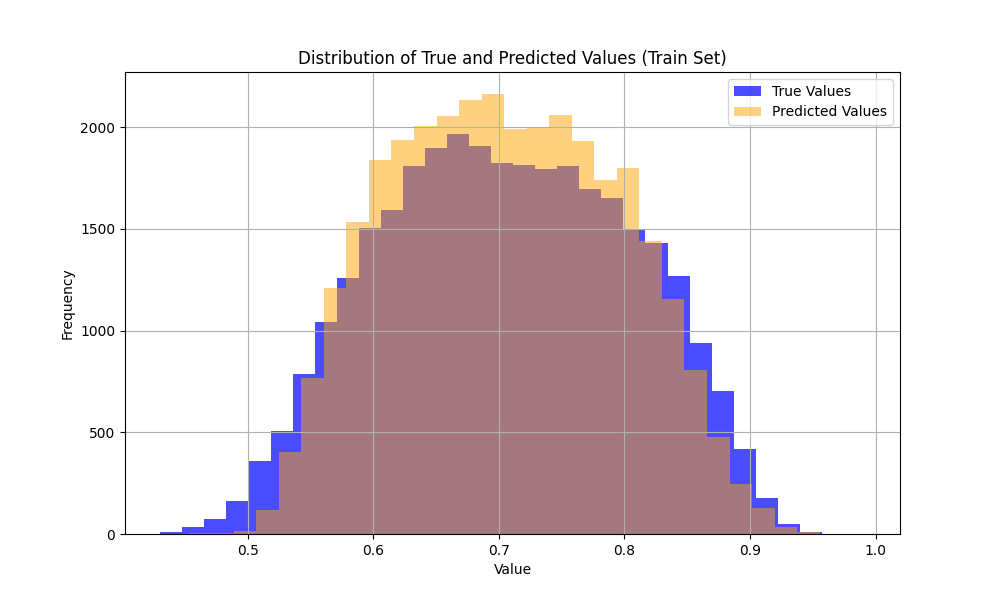 Distribution of True and Predicted Values (Train Set)
True Values
Predicted Values
Frequency
2000
1500
1000
500
0
0.5 0.6 0.7 0.8 0.9 1.0
Value